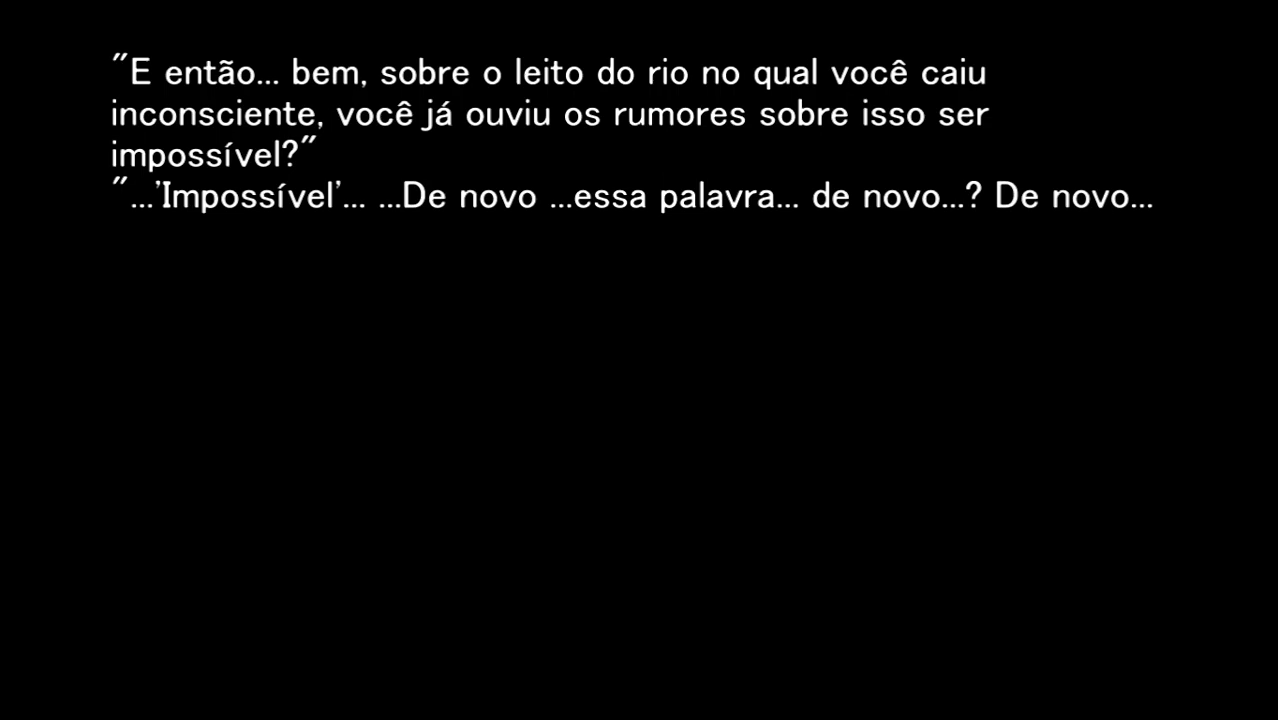 "E então... bem, sobre o leito do rio no qual você caiu
inconsciente, você já ouviu os rumores sobre isso ser
impossível?"
"...'Impossível'... ...De novo ...essa palavra... de novo...? De novo...